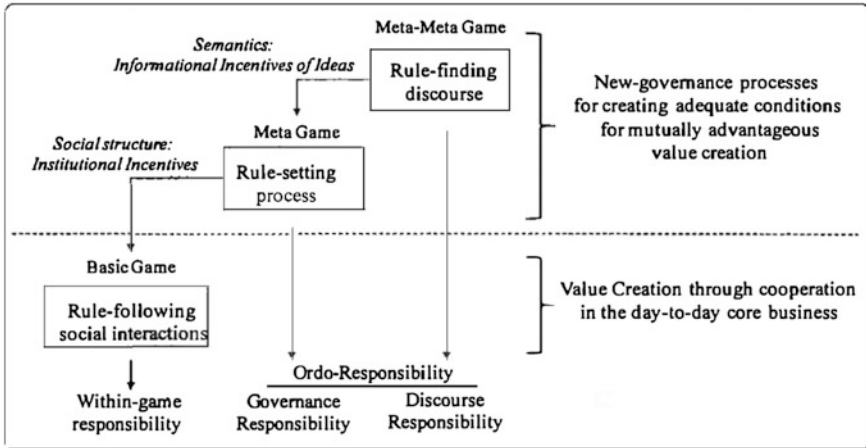 Meta-Meta Game
Semantics:
Informational Incentives of Ideas
Rule-finding
discourse
New-governance processes
for creating adequate conditions
for mutually advantageous
value creation
Meta Game
Social structure:
Institutional Incentives
Rule-setting
process
Basic Game
Rule-following
social interactions
Value Creation through cooperation
in the day-to-day core business
Ordo-Responsibility
Within-game
responsibility
Governance
Responsibility
Discourse
Responsibility